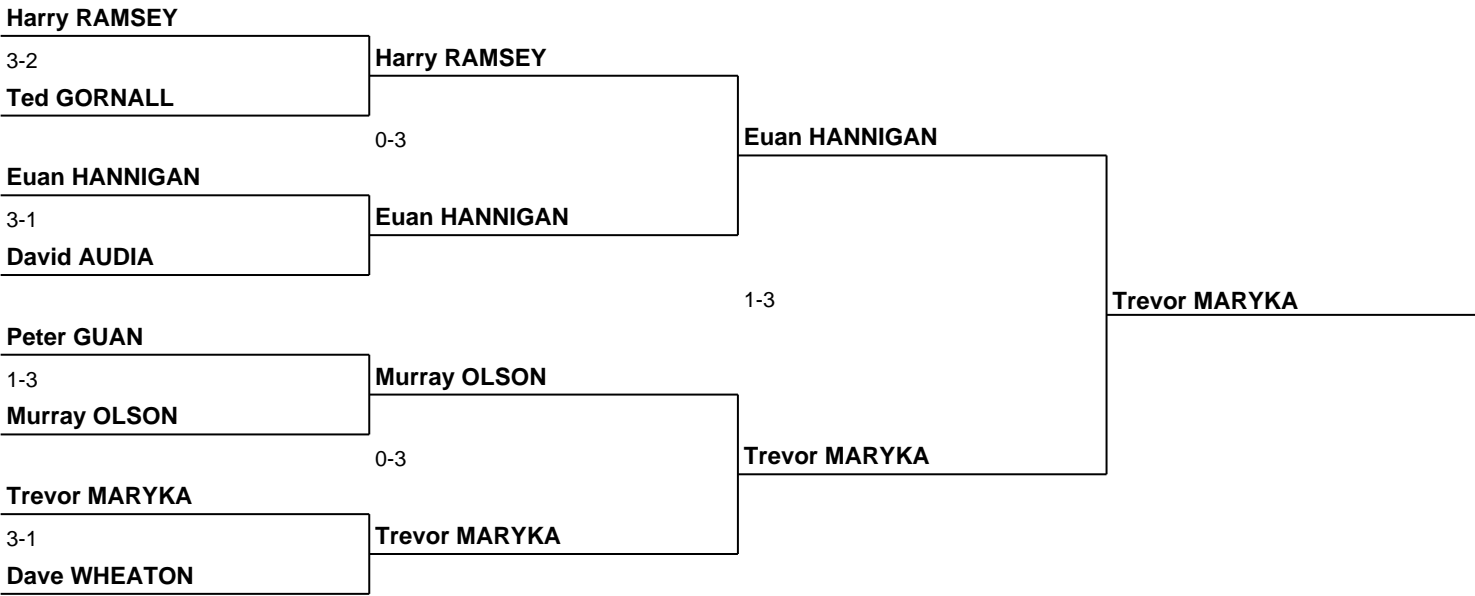 Harry RAMSEY
3-2
Harry RAMSEY
Ted GORNALL
0-3
Euan HANNIGAN
Euan HANNIGAN
3-1
Euan HANNIGAN
David AUDIA
1-3
Trevor MARYKA
Peter GUAN
1-3
Murray OLSON
Murray OLSON
0-3
Trevor MARYKA
Trevor MARYKA
3-1
Trevor MARYKA
Dave WHEATON